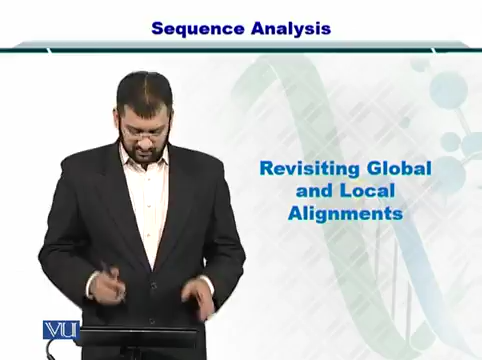 Sequence Analysis
Revisiting Global
and Local
Alignments
VU